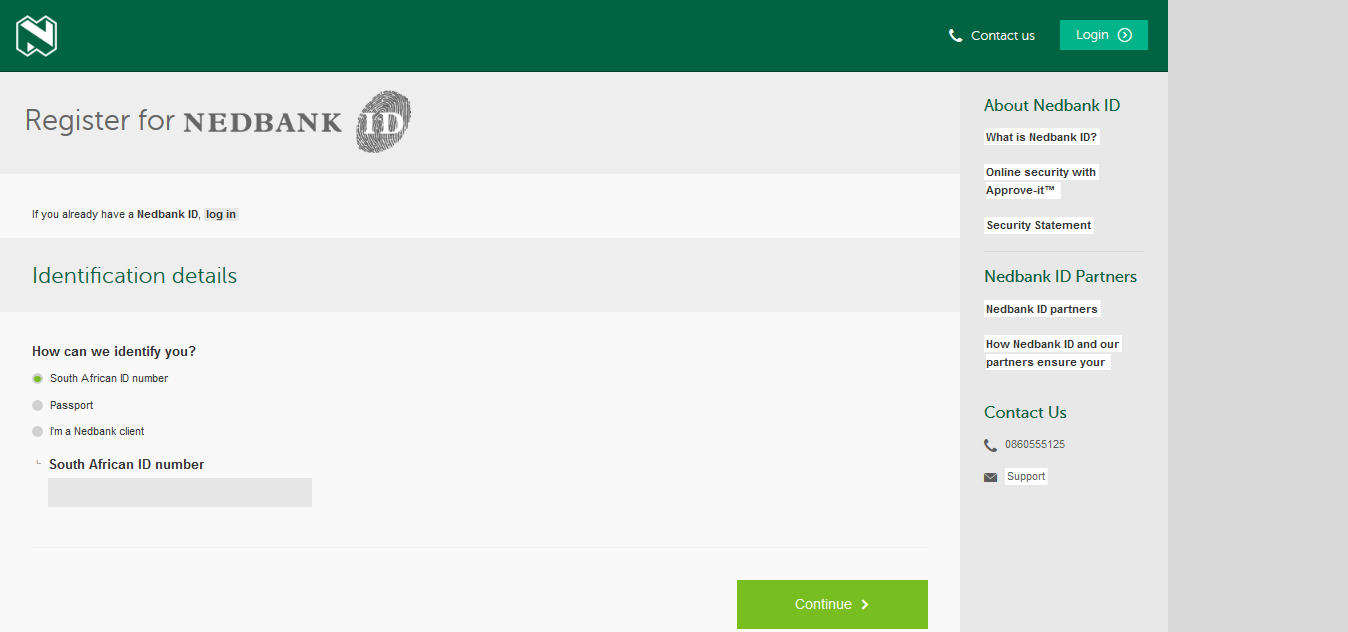 Contact us
Login
Register for NEDBANK ID
If you already have a Nedbank ID, log in
Identification details
How can we identify you?
South African ID number
Passport
I'm a Nedbank client
South African ID number
Continue
About Nedbank ID
What is Nedbank ID?
Online security with
Approve-it™
Security Statement
Nedbank ID Partners
Nedbank ID partners
How Nedbank ID and our
partners ensure your
Contact Us
0860555125
Support